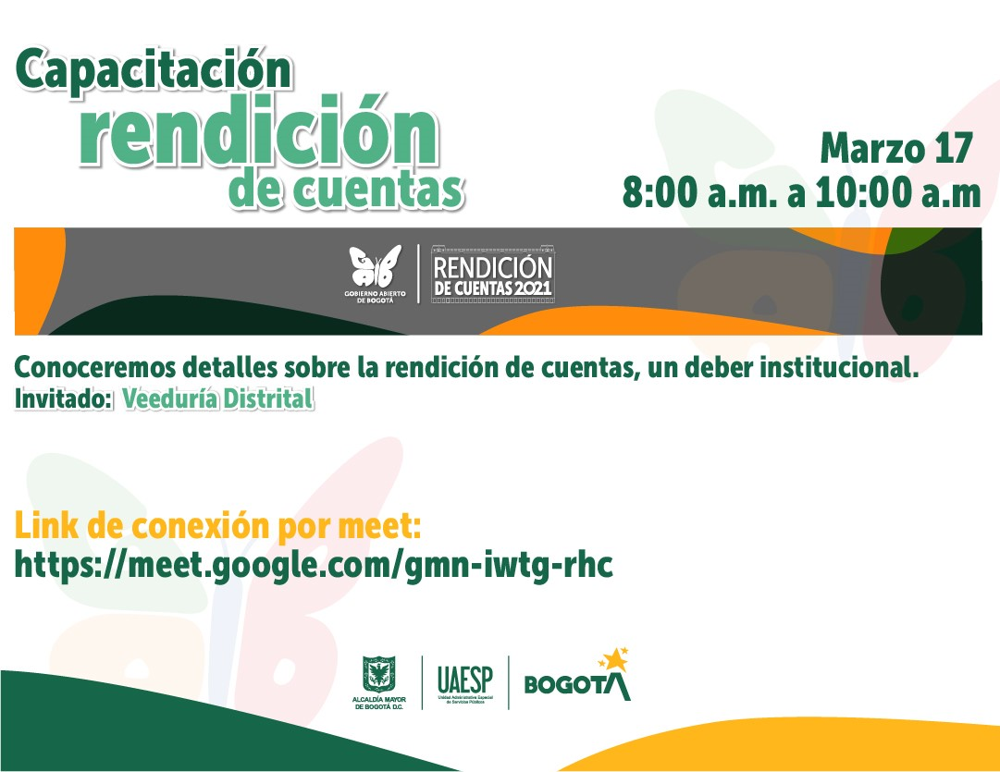 Capacitación
rendición
de cuentas
Marzo 17
8:00 a.m. a 10:00 a.m
GOBIERNO ABIERTO
DE BOGOTÁ
RENDICIÓN
DE CUENTAS 2021
Conoceremos detalles sobre la rendición de cuentas, un deber institucional.
Invitado: Veeduría Distrital
Link de conexión por meet:
https://meet.google.com/gmn-iwtg-rhc
ALCALDÍA MAYOR
DE BOGOTÁ D.C.
UAESP
Unidad Administrativa Especial
de Servicios Públicos
BOGOTÁ